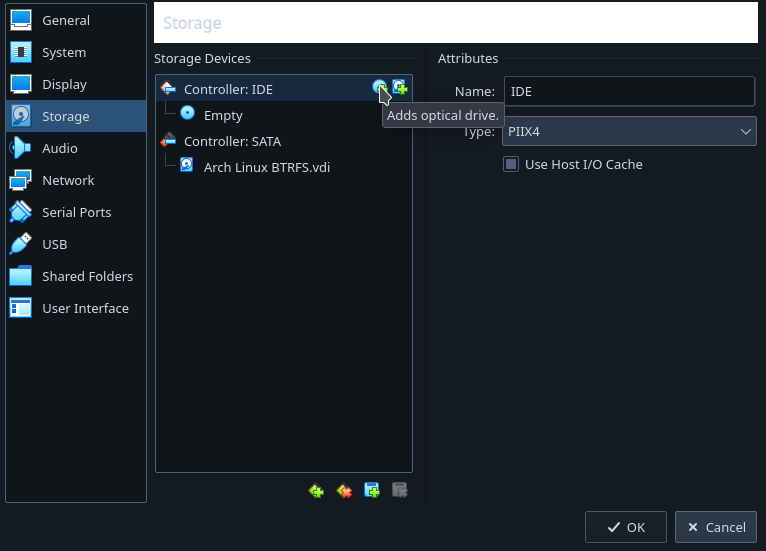 General
System
Display
Storage
Audio
Network
Serial Ports
USB
Shared Folders
User Interface
Storage
Storage Devices
Controller: IDE
Empty
Controller: SATA
Arch Linux BTRFS.vdi
Adds optical drive.
Attributes
Name: IDE
Type: PIIX4
Use Host I/O Cache
OK
Cancel